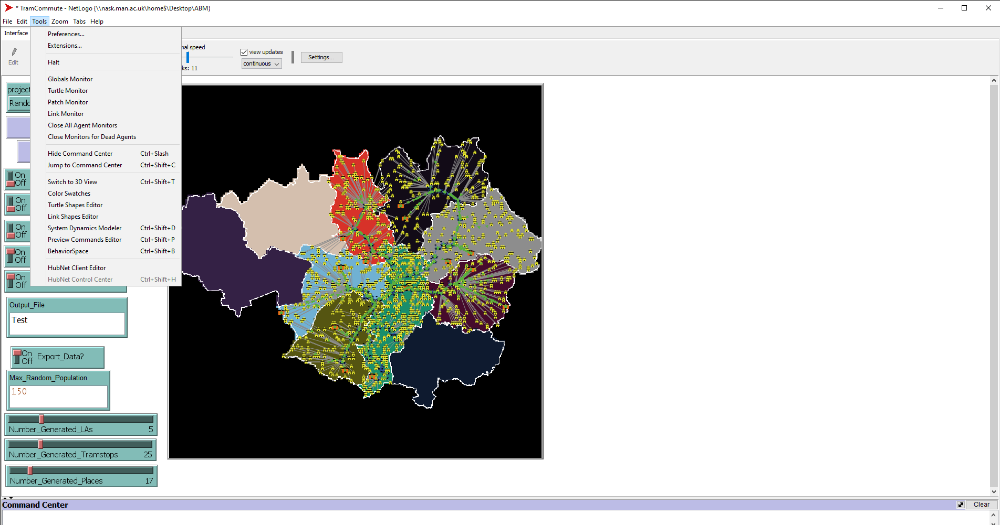 * TramCommute - NetLogo {\\nask.man.ac.uk\home$\Desktop\ABM}
File Edit Tools Zoom Tabs Help
Interface
Preferences...
Extensions...
Halt
Globals Monitor
Turtle Monitor
Patch Monitor
Link Monitor
Close All Agent Monitors
Close Monitors for Dead Agents
Hide Command Center Ctrl+Slash
Jump to Command Center Ctrl+Shift+C
Switch to 3D View Ctrl+Shift+T
Color Swatches
Turtle Shapes Editor
Link Shapes Editor
System Dynamics Modeler Ctrl+Shift+D
Preview Commands Editor Ctrl+Shift+P
BehaviorSpace Ctrl+Shift+B
HubNet Client Editor
HubNet Control Center Ctrl+Shift+H
Edit
mal speed
ks: 11
view updates
continuous
Settings...
project
Rando
On
Off
On
Off
On
Off
On
Off
On
Off
Output_File
Test
On
Off
Export_Data?
Max_Random_Population
150
Number_Generated_LAs 5
Number_Generated_Tramstops 25
Number_Generated_Places 17
Command Center
Clear